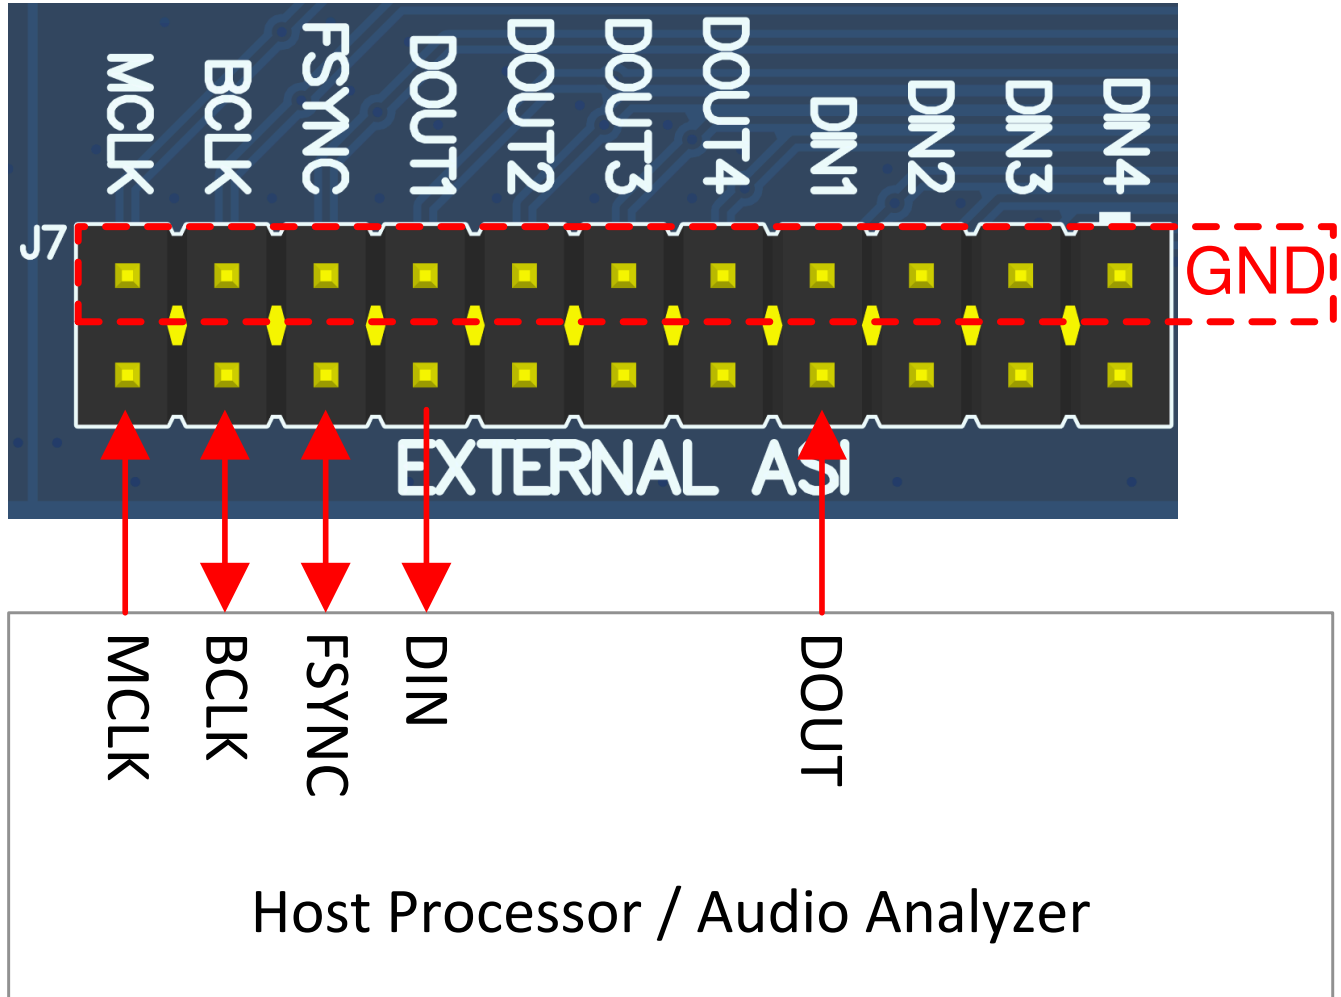 MCLK
BCLK
FSYNC
DOUT1
DOUT2
DOUT3
DOUT4
DIN1
DIN2
DIN3
DIN4
J7
GND
EXTERNAL ASI
MCLK
BCLK
FSYNC
DIN
DOUT
Host Processor / Audio Analyzer